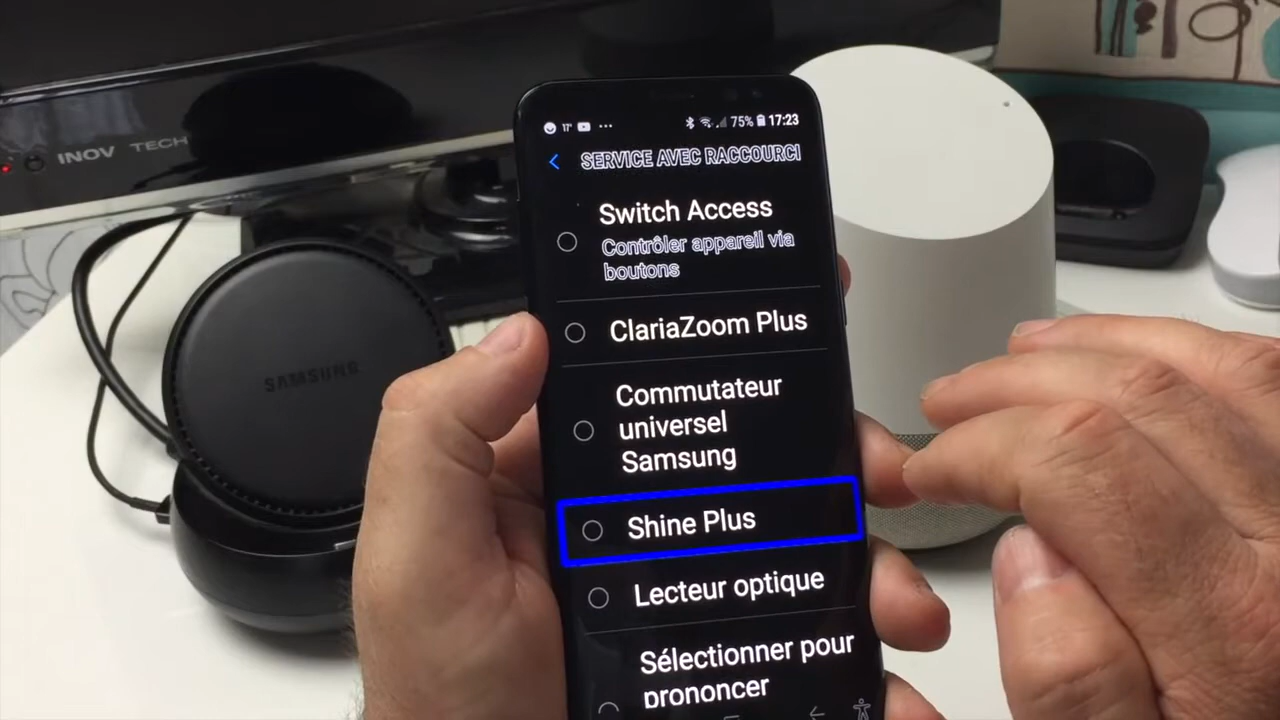 INOV TECH
SAMSUNG
11°
75% 17:23
SERVICE AVEC RACCOURCI
Switch Access
Contrôler appareil via
boutons
ClariaZoom Plus
Commutateur
universel
Samsung
Shine Plus
Lecteur optique
Sélectionner pour
prononcer